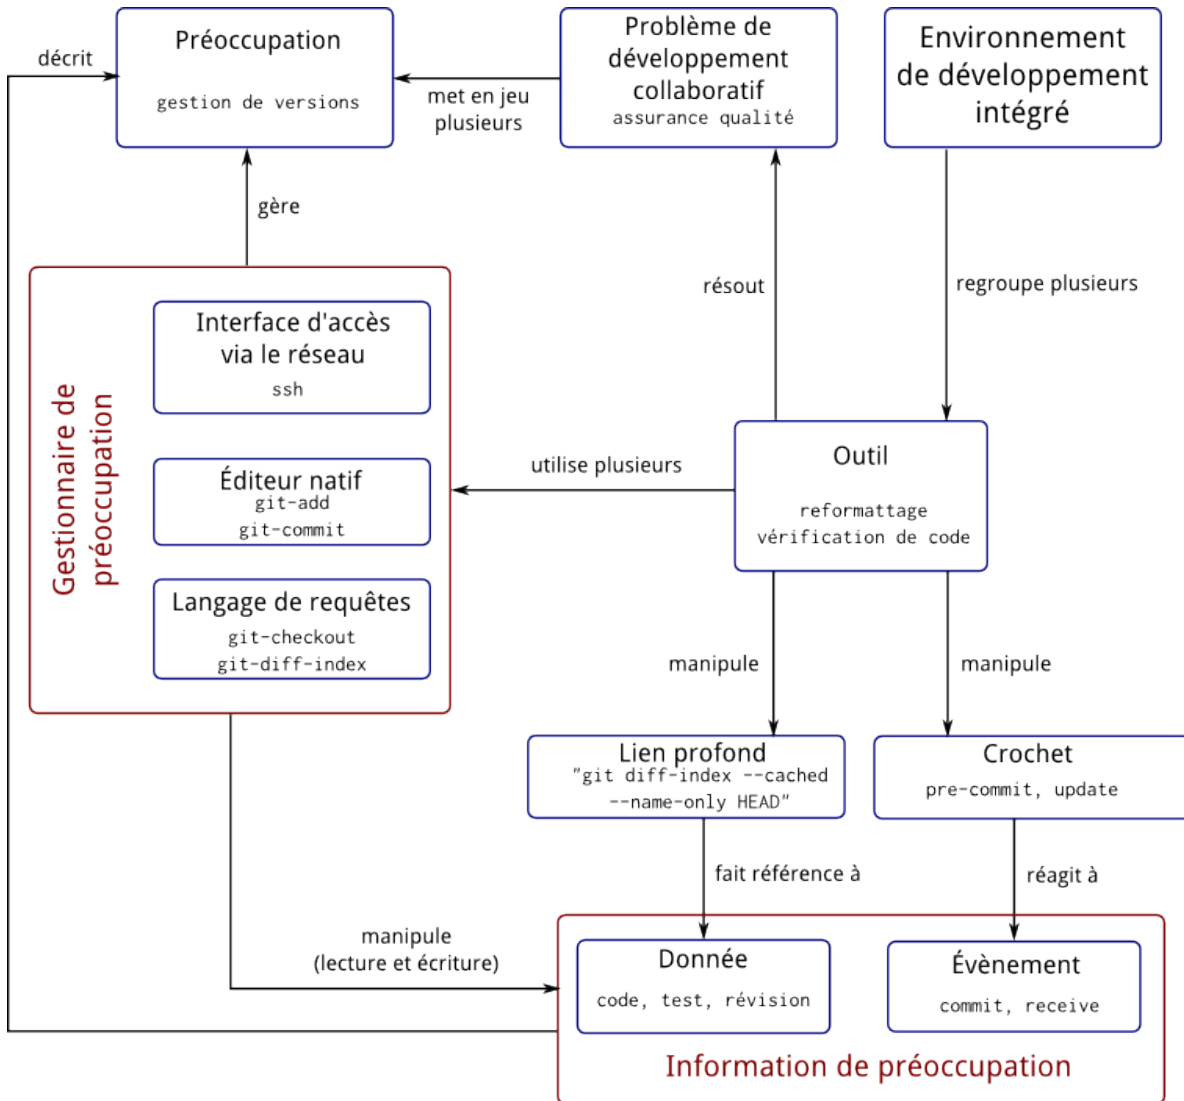 décrit
Préoccupation
gestion de versions
met en jeu
plusieurs
Problème de
développement
collaboratif
assurance qualité
Environnement
de développement
intégré
gère
résout
regroupe plusieurs
Gestionnaire de
préoccupation
Interface d'accès
via le réseau
ssh
Éditeur natif
git-add
git-commit
Langage de requêtes
git-checkout
git-diff-index
utilise plusieurs
Outil
reformattage
vérification de code
manipule
manipule
Lien profond
"git diff-index --cached
--name-only HEAD"
Crochet
pre-commit, update
fait référence à
réagit à
manipule
(lecture et écriture)
Donnée
code, test, révision
Évènement
commit, receive
Information de préoccupation